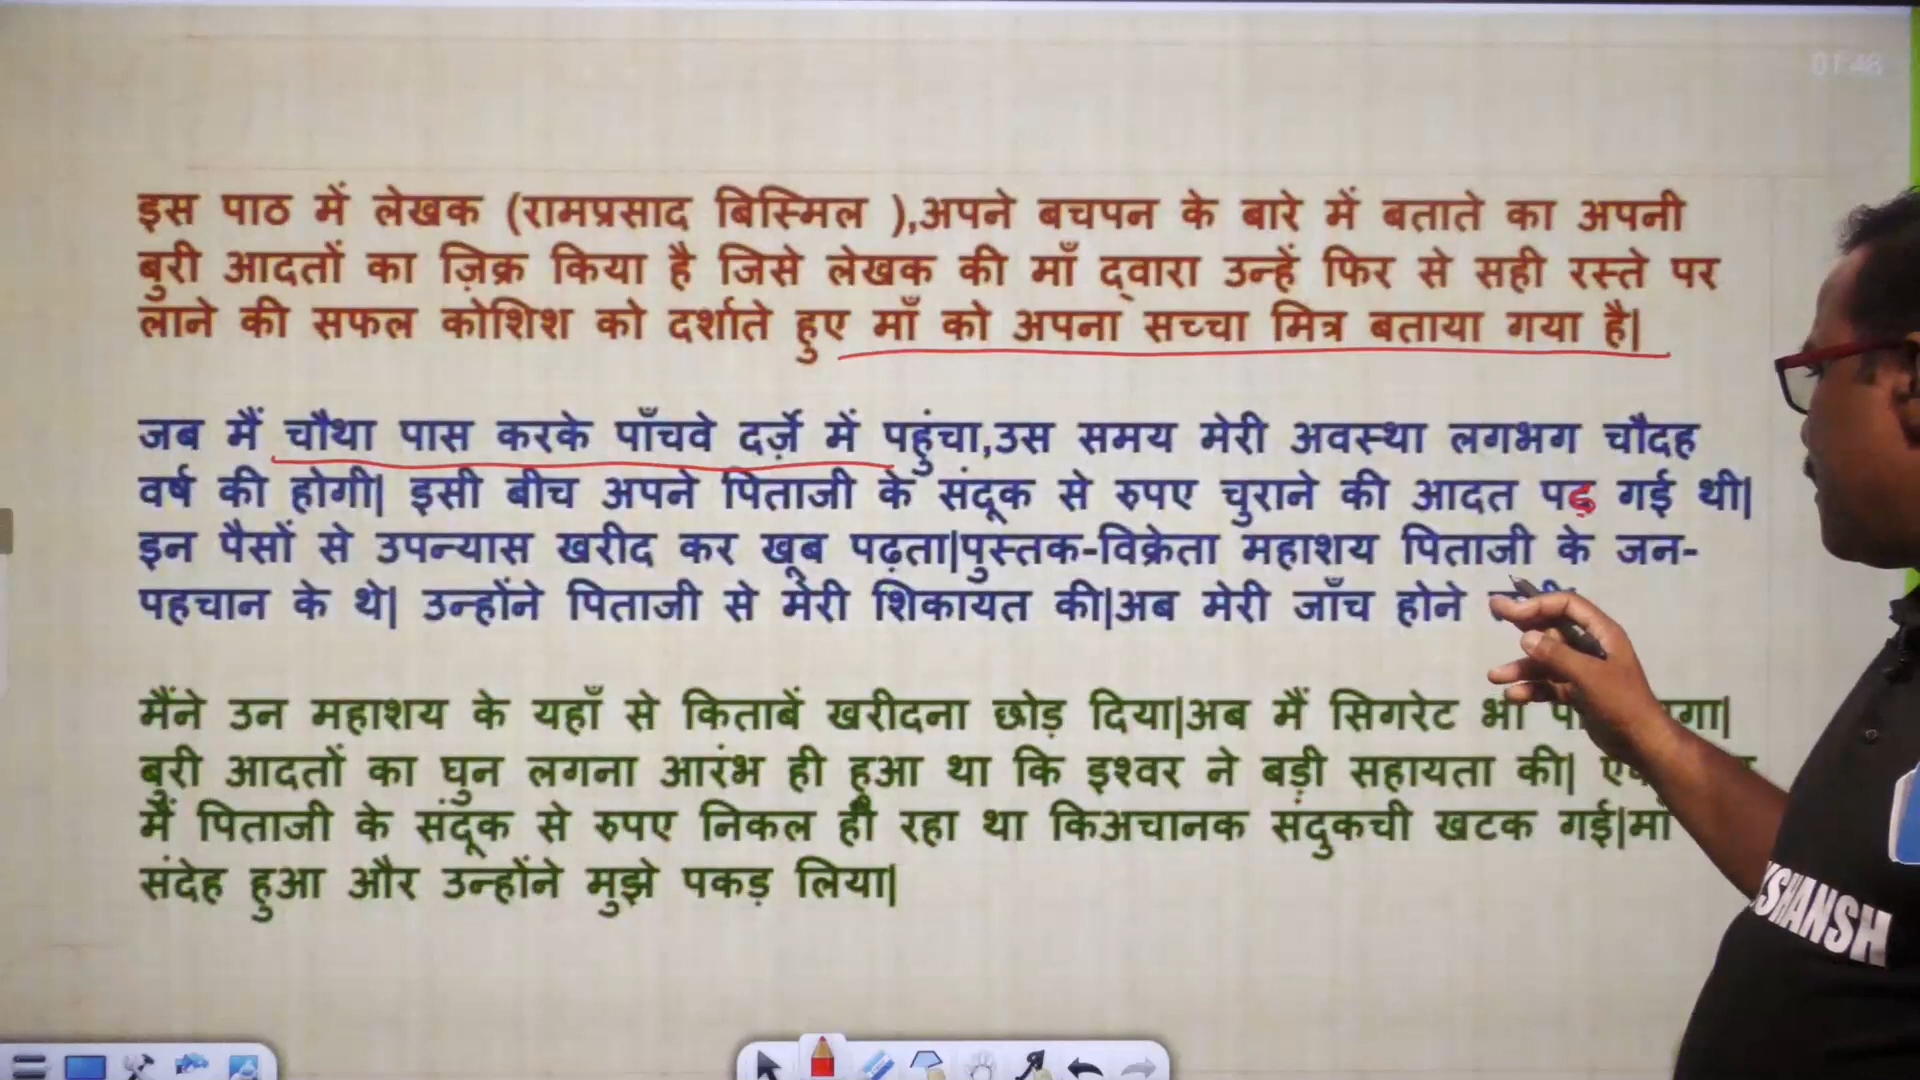 01:48
इस पाठ में लेखक (रामप्रसाद बिस्मिल ),अपने बचपन के बारे में बताते का अपनी
बुरी आदतों का ज़िक्र किया है जिसे लेखक की माँ द्वारा उन्हें फिर से सही रस्ते पर
लाने की सफल कोशिश को दर्शाते हुए माँ को अपना सच्चा मित्र बताया गया है|
जब मैं चौथा पास करके पाँचवे दर्ज़े में पहुंचा,उस समय मेरी अवस्था लगभग चौदह
वर्ष की होगी| इसी बीच अपने पिताजी के संदूक से रुपए चुराने की आदत पड़ गई थी|
इन पैसों से उपन्यास खरीद कर खूब पढ़ता|पुस्तक-विक्रेता महाशय पिताजी के जन-
पहचान के थे| उन्होंने पिताजी से मेरी शिकायत की|अब मेरी जाँच होने
मैंने उन महाशय के यहाँ से किताबें खरीदना छोड़ दिया|अब मैं सिगरेट
बुरी आदतों का घुन लगना आरंभ ही हुआ था कि इश्वर ने बड़ी सहायता की|
मैं पिताजी के संदूक से रुपए निकल ही रहा था किअचानक संदुकची खटक गई|माँ
संदेह हुआ और उन्होंने मुझे पकड़ लिया|
SHANSH